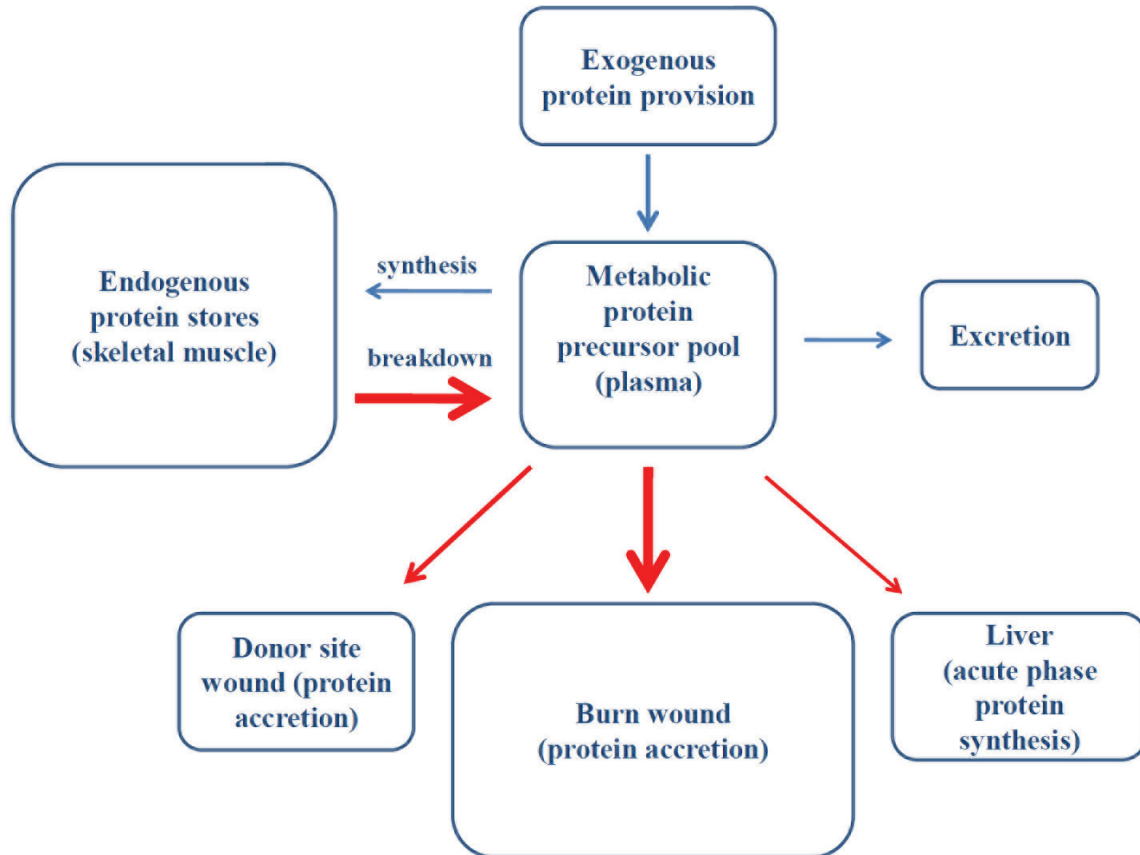 Exogenous
protein provision
Endogenous
protein stores
(skeletal muscle)
synthesis
breakdown
Metabolic
protein
precursor pool
(plasma)
Excretion
Donor site
wound (protein
accretion)
Burn wound
(protein accretion)
Liver
(acute phase
protein
synthesis)